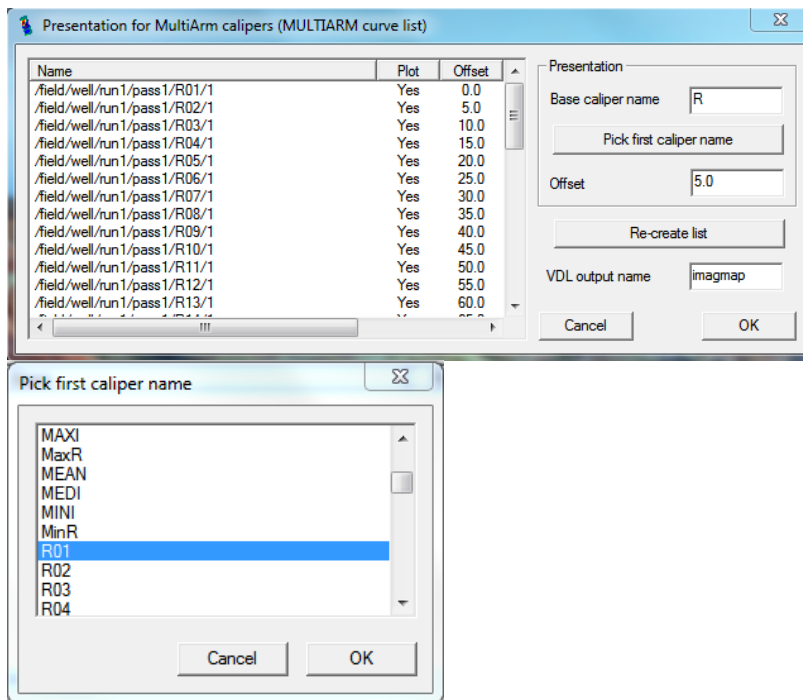 Presentation for MultiArm calipers (MULTIARM curve list)
Name Plot Offset
/field/well/run1/pass1/R01/1 Yes 0.0
/field/well/run1/pass1/R02/1 Yes 5.0
/field/well/run1/pass1/R03/1 Yes 10.0
/field/well/run1/pass1/R04/1 Yes 15.0
/field/well/run1/pass1/R05/1 Yes 20.0
/field/well/run1/pass1/R06/1 Yes 25.0
/field/well/run1/pass1/R07/1 Yes 30.0
/field/well/run1/pass1/R08/1 Yes 35.0
/field/well/run1/pass1/R09/1 Yes 40.0
/field/well/run1/pass1/R10/1 Yes 45.0
/field/well/run1/pass1/R11/1 Yes 50.0
/field/well/run1/pass1/R12/1 Yes 55.0
/field/well/run1/pass1/R13/1 Yes 60.0
Presentation
Base caliper name R
Pick first caliper name
Offset 5.0
Re-create list
VDL output name imagmap
Cancel OK
Pick first caliper name
MAXI
MaxR
MEAN
MEDI
MINI
MinR
R01
R02
R03
R04
Cancel OK